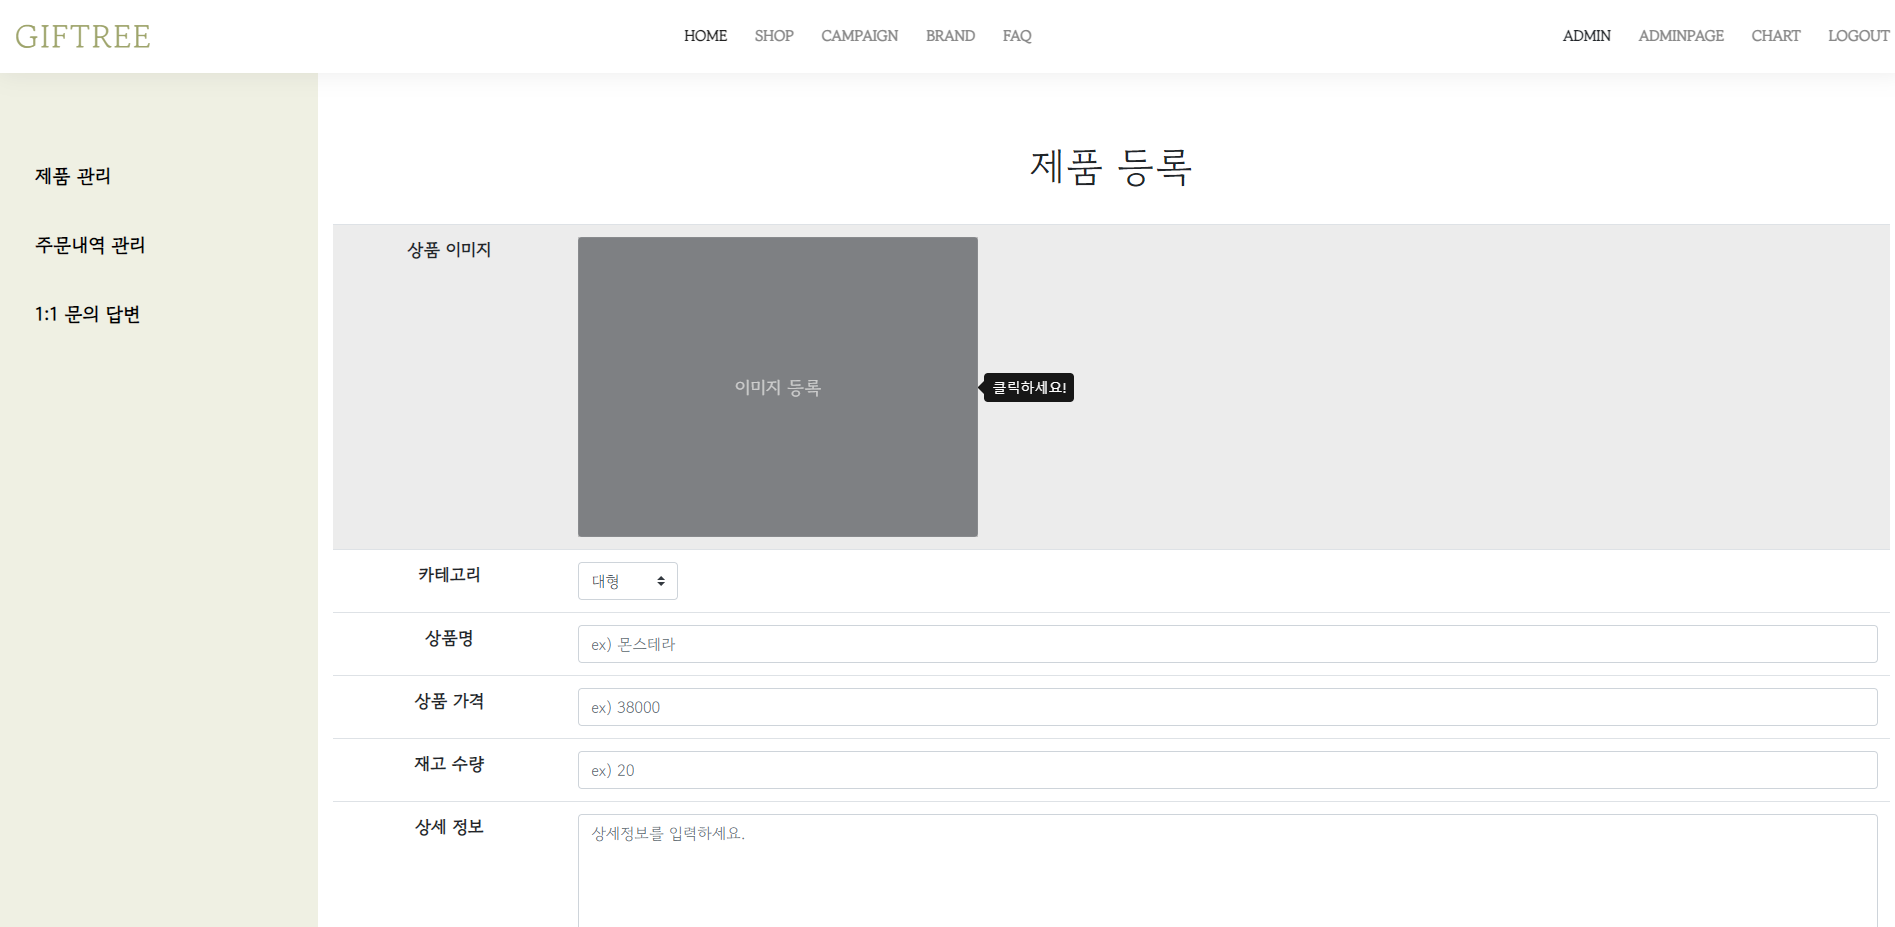 GIFTREE
HOME SHOP CAMPAIGN BRAND FAQ
ADMIN ADMINPAGE CHART LOGOUT
제품 관리
주문내역 관리
1:1 문의 답변
제품 등록
상품 이미지
이미지 등록
클릭하세요!
카테고리
대형
상품명
ex) 몬스테라
상품 가격
ex) 38000
재고 수량
ex) 20
상세 정보
상세정보를 입력하세요.